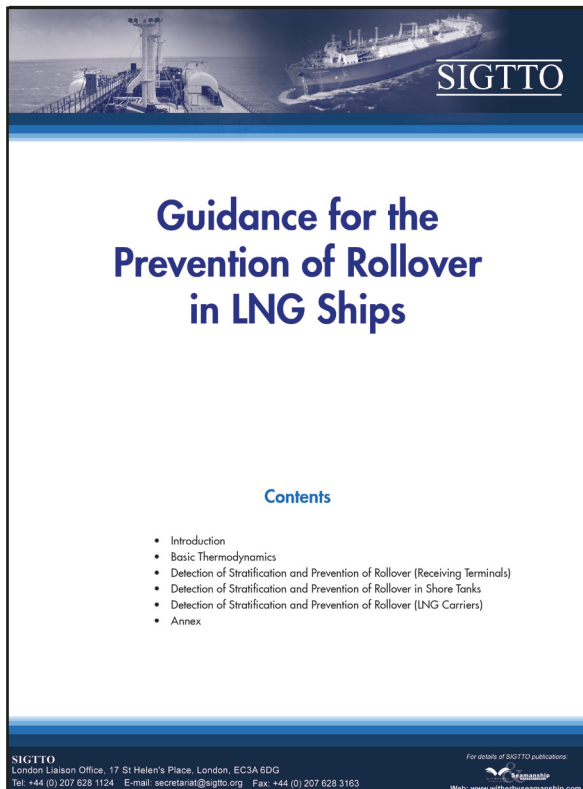 SIGTTO
Guidance for the
Prevention of Rollover
in LNG Ships
Contents
• Introduction
• Basic Thermodynamics
• Detection of Stratification and Prevention of Rollover (Receiving Terminals)
• Detection of Stratification and Prevention of Rollover in Shore Tanks
• Detection of Stratification and Prevention of Rollover (LNG Carriers)
• Annex
SIGTTO
London Liaison Office, 17 St Helen's Place, London, EC3A 6DG
Tel: +44 (0) 207 628 1124 E-mail: secretariat@sigtto.org Fax: +44 (0) 207 628 3163
For details of SIGTTO publications:
Seamanship
Web: www.witherbyseamanship.com